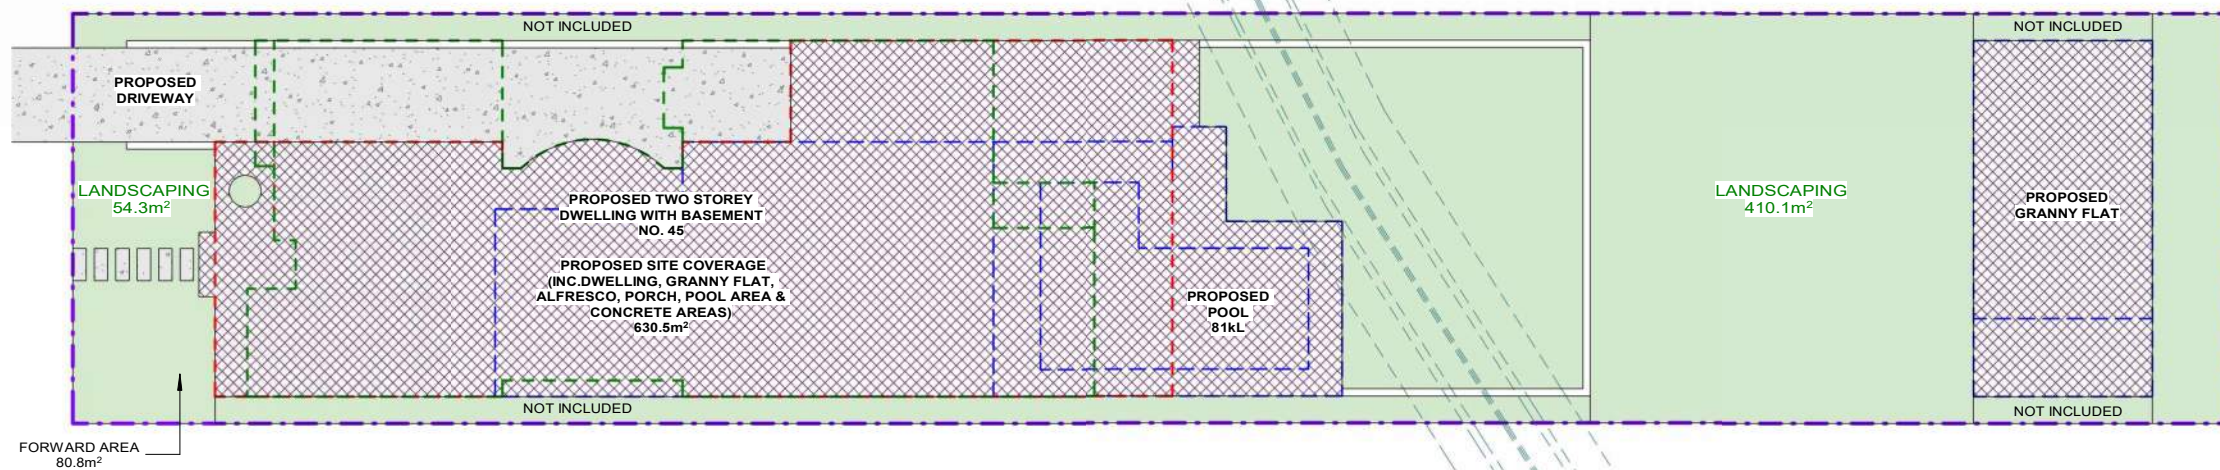 NOT INCLUDED
NOT INCLUDED
PROPOSED
DRIVEWAY
LANDSCAPING
54.3m²
PROPOSED TWO STOREY
DWELLING WITH BASEMENT
NO. 45
PROPOSED SITE COVERAGE
(INC.DWELLING, GRANNY FLAT,
ALFRESCO, PORCH, POOL AREA &
CONCRETE AREAS)
630.5m²
PROPOSED
POOL
81kL
LANDSCAPING
410.1m²
PROPOSED
GRANNY FLAT
NOT INCLUDED
NOT INCLUDED
FORWARD AREA
80.8m²